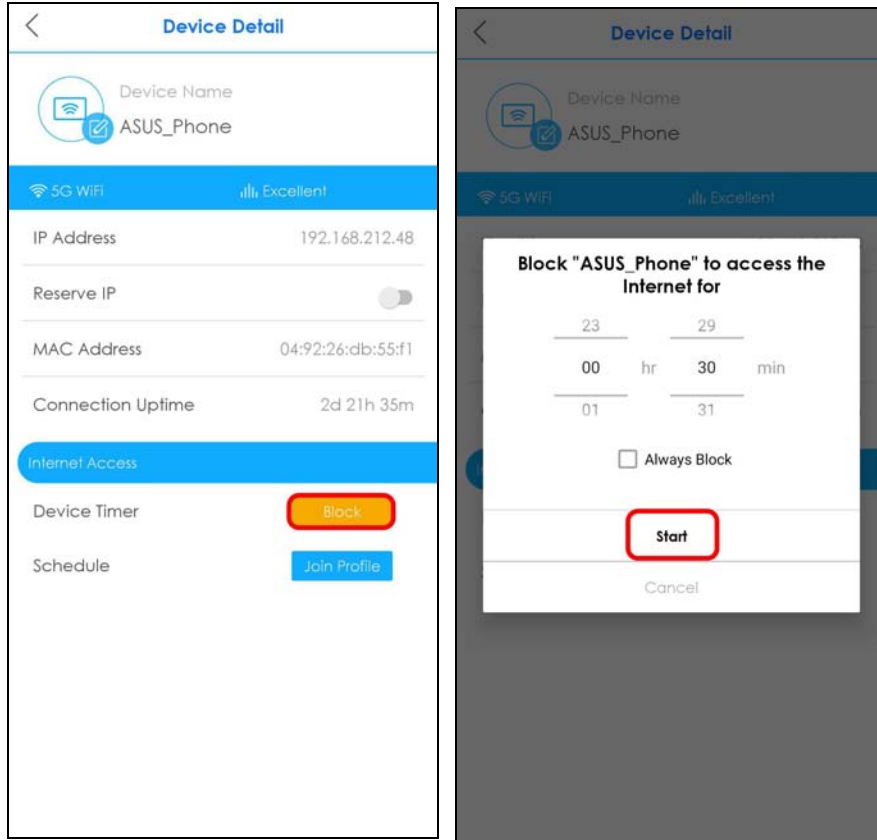 Device Detail
Device Name
ASUS_Phone
5G WiFi Excellent
IP Address 192.168.212.48
Reserve IP
MAC Address 04:92:26:db:55:f1
Connection Uptime 2d 21h 35m
Internet Access
Device Timer Block
Schedule Join Profile
Device Detail
Device Name
ASUS_Phone
5G WiFi Excellent
Block "ASUS_Phone" to access the
Internet for
23 29
00 hr 30 min
01 31
Always Block
Start
Cancel